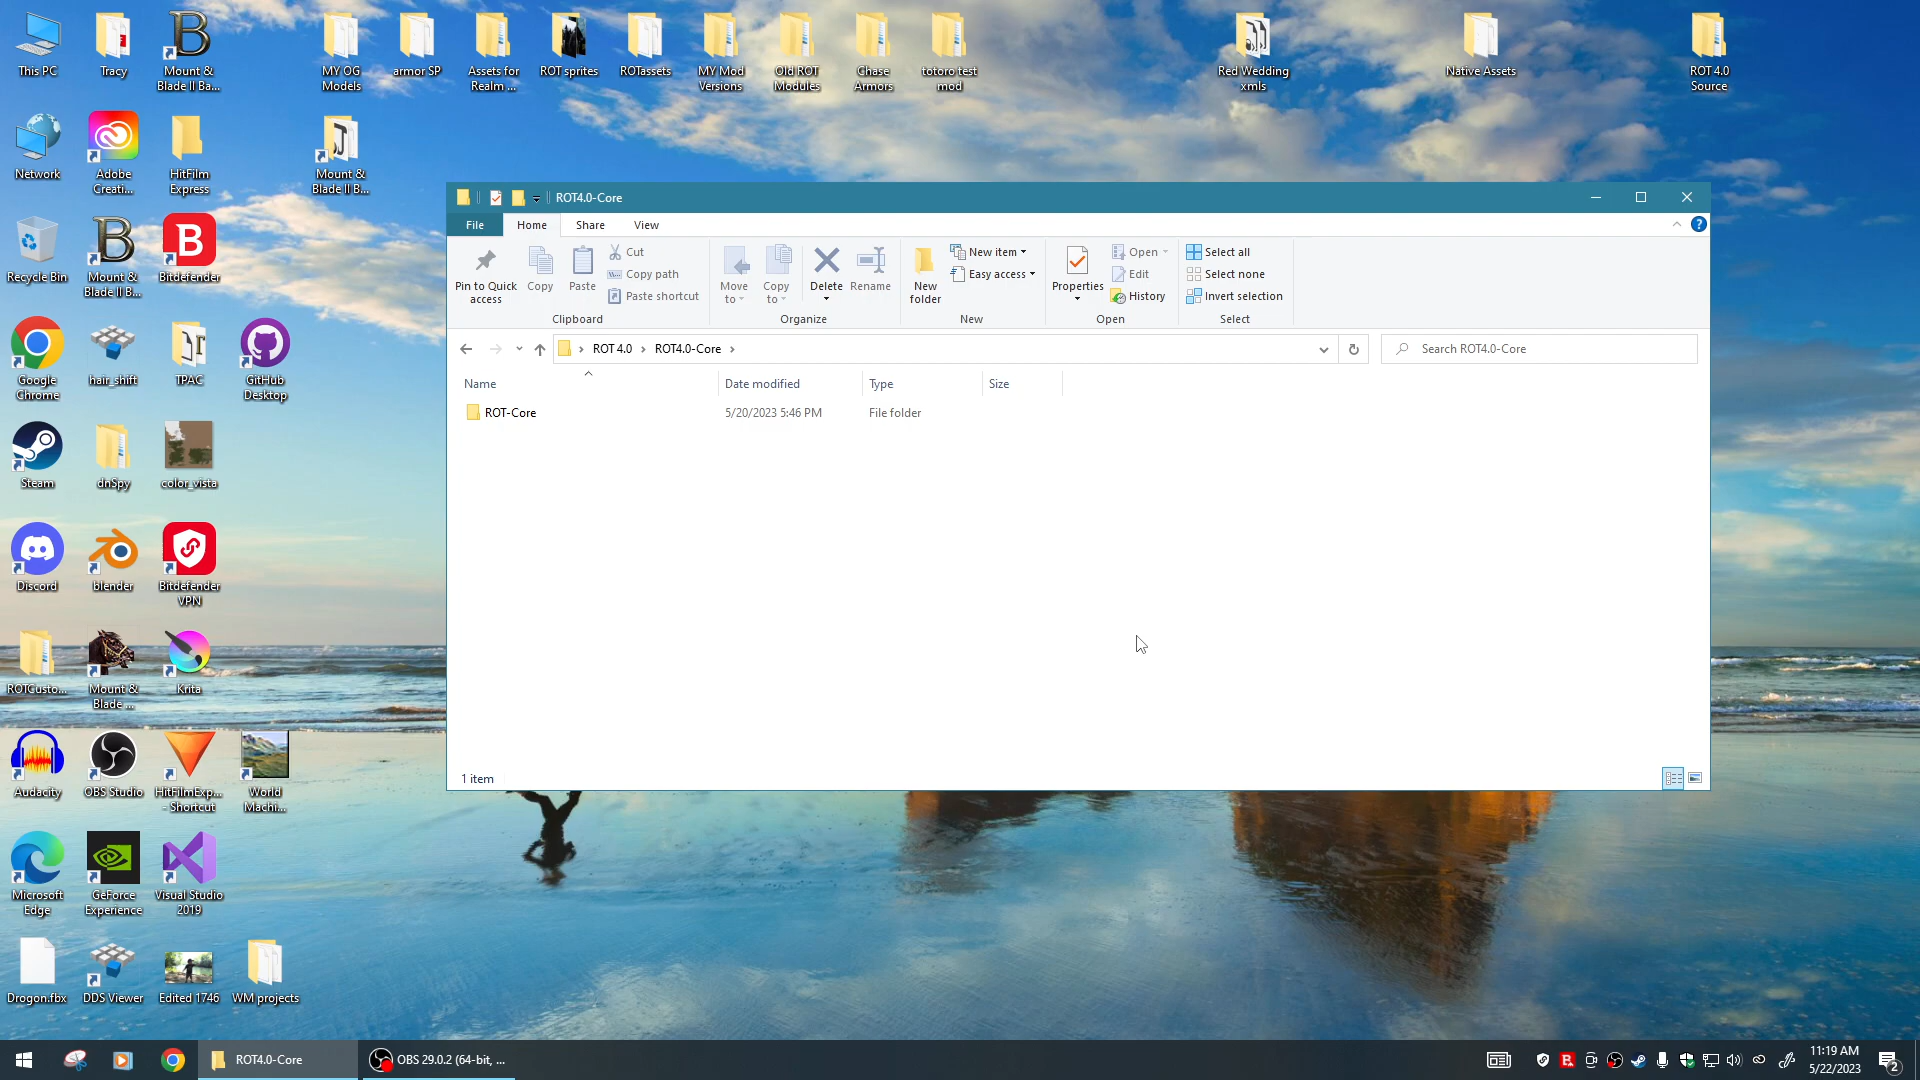 This PC
Tracy
Mount &
Blade II Ba...
MY OG
Models
armor SP
Assets for
Realm ...
ROT sprites
ROTassets
MY Mod
Versions
Old ROT
Modules
Chase
Armors
totoro test
mod
Red Wedding
xmls
Native Assets
ROT 4.0
Source
Network
Adobe
Creati...
HitFilm
Express
Mount &
Blade II B...
Recycle Bin
Mount &
Blade II B...
Bitdefender
Google
Chrome
hair_shift
TPAC
GitHub
Desktop
Steam
dnSpy
color_vista
Discord
blender
Bitdefender
VPN
ROTCusto...
Mount &
Blade ...
Krita
Audacity
OBS Studio
HitFilmExp...
- Shortcut
World
Machi...
Microsoft
Edge
GeForce
Experience
Visual Studio
2019
Drogon.fbx
DDS Viewer
Edited 1746
WM projects
ROT4.0-Core
File
Home
Share
View
Pin to Quick
access
Copy
Paste
Cut
Copy path
Paste shortcut
Clipboard
Move
to
Copy
to
Delete
Rename
Organize
New
folder
New item
Easy access
New
Properties
Open
Edit
History
Open
Select all
Select none
Invert selection
Select
ROT 4.0 > ROT4.0-Core >
Search ROT4.0-Core
Name
Date modified
Type
Size
ROT-Core
5/20/2023 5:46 PM
File folder
1 item
ROT4.0-Core
OBS 29.0.2 (64-bit, ...
11:19 AM
5/22/2023
2